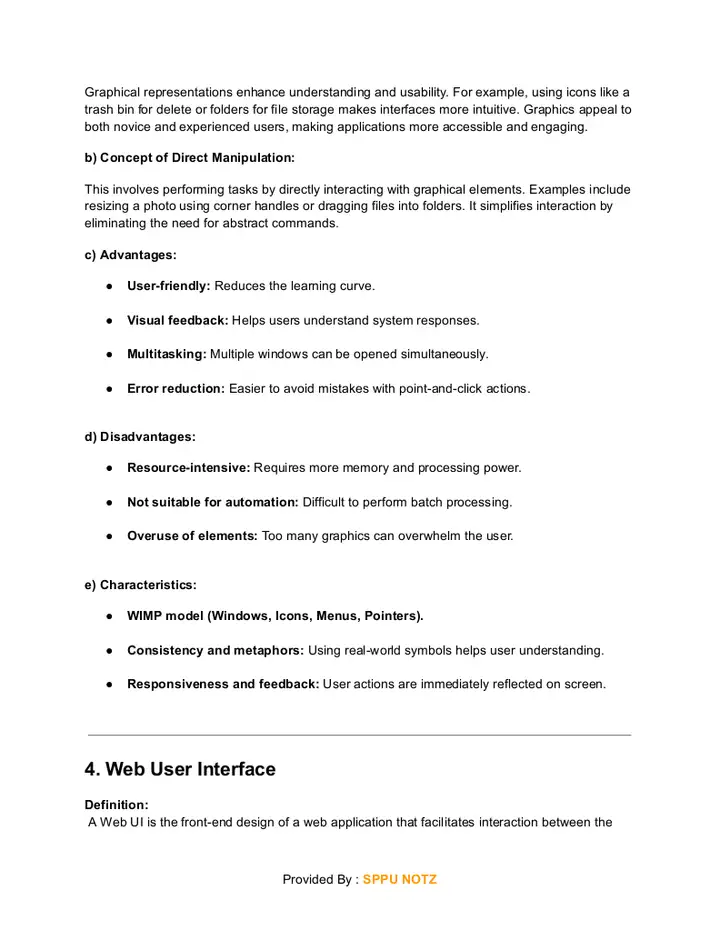 Graphical representations enhance understanding and usability. For example, using icons like a
trash bin for delete or folders for file storage makes interfaces more intuitive. Graphics appeal to
both novice and experienced users, making applications more accessible and engaging.
b) Concept of Direct Manipulation:
This involves performing tasks by directly interacting with graphical elements. Examples include
resizing a photo using corner handles or dragging files into folders. It simplifies interaction by
eliminating the need for abstract commands.
c) Advantages:
● User-friendly: Reduces the learning curve.
● Visual feedback: Helps users understand system responses.
● Multitasking: Multiple windows can be opened simultaneously.
● Error reduction: Easier to avoid mistakes with point-and-click actions.
d) Disadvantages:
● Resource-intensive: Requires more memory and processing power.
● Not suitable for automation: Difficult to perform batch processing.
● Overuse of elements: Too many graphics can overwhelm the user.
e) Characteristics:
● WIMP model (Windows, Icons, Menus, Pointers).
● Consistency and metaphors: Using real-world symbols helps user understanding.
● Responsiveness and feedback: User actions are immediately reflected on screen.
4. Web User Interface
Definition:
A Web UI is the front-end design of a web application that facilitates interaction between the
Provided By : SPPU NOTZ